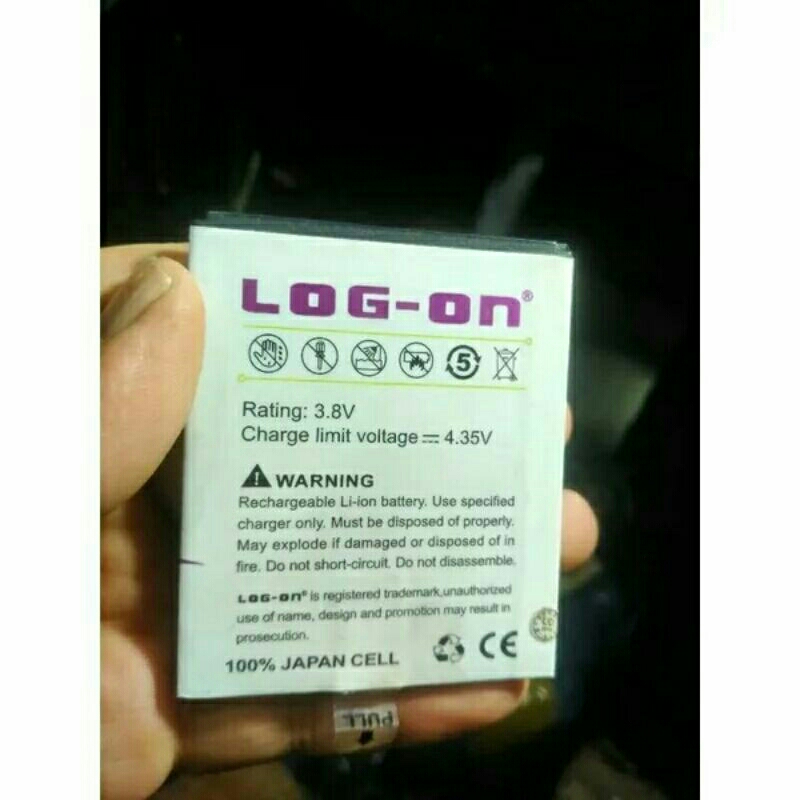 LOG-on®
5
Rating: 3.8V
Charge limit voltage ⎓ 4.35V
WARNING
Rechargeable Li-ion battery. Use specified
charger only. Must be disposed of properly.
May explode if damaged or disposed of in
fire. Do not short-circuit. Do not disassemble.
LOG-on® is registered trademark,unauthorized
use of name, design and promotion may result in
prosecution.
100% JAPAN CELL CE
PULL